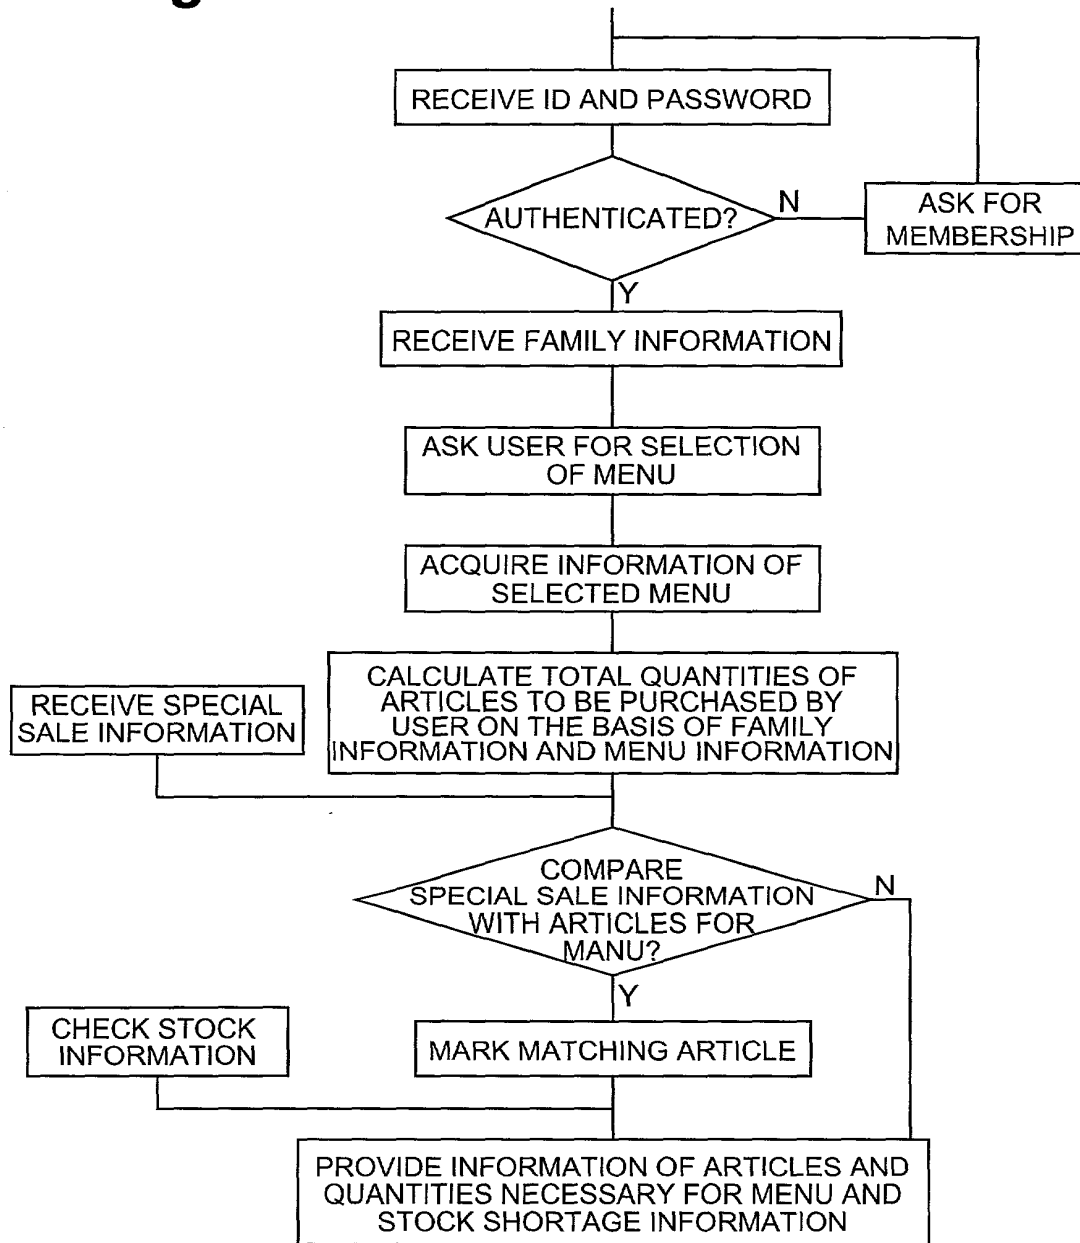 RECEIVE ID AND PASSWORD
AUTHENTICATED?
N
ASK FOR
MEMBERSHIP
Y
RECEIVE FAMILY INFORMATION
ASK USER FOR SELECTION
OF MENU
ACQUIRE INFORMATION OF
SELECTED MENU
CALCULATE TOTAL QUANTITIES OF
ARTICLES TO BE PURCHASED BY
USER ON THE BASIS OF FAMILY
INFORMATION AND MENU INFORMATION
RECEIVE SPECIAL
SALE INFORMATION
COMPARE
SPECIAL SALE INFORMATION
WITH ARTICLES FOR
MANU?
N
Y
CHECK STOCK
INFORMATION
MARK MATCHING ARTICLE
PROVIDE INFORMATION OF ARTICLES AND
QUANTITIES NECESSARY FOR MENU AND
STOCK SHORTAGE INFORMATION